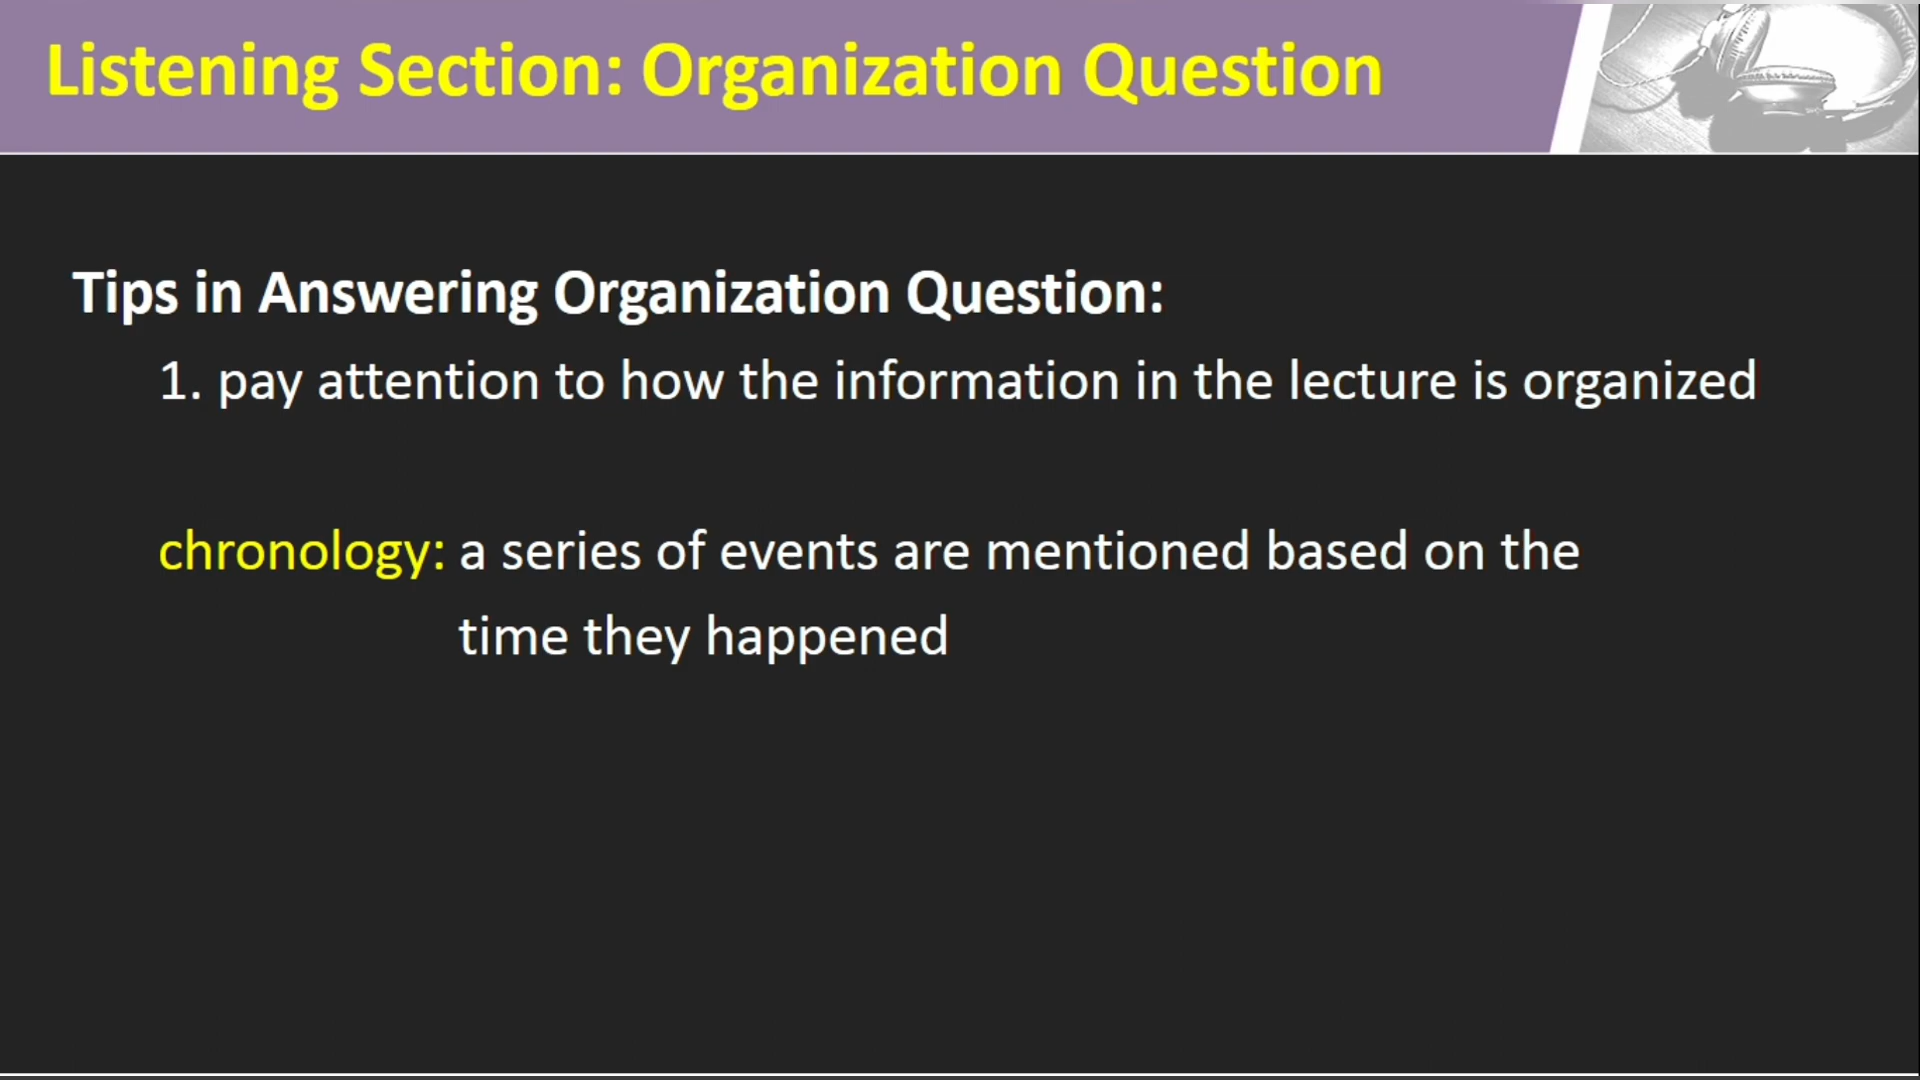 Listening Section: Organization Question
Tips in Answering Organization Question:
1. pay attention to how the information in the lecture is organized
chronology: a series of events are mentioned based on the
time they happened